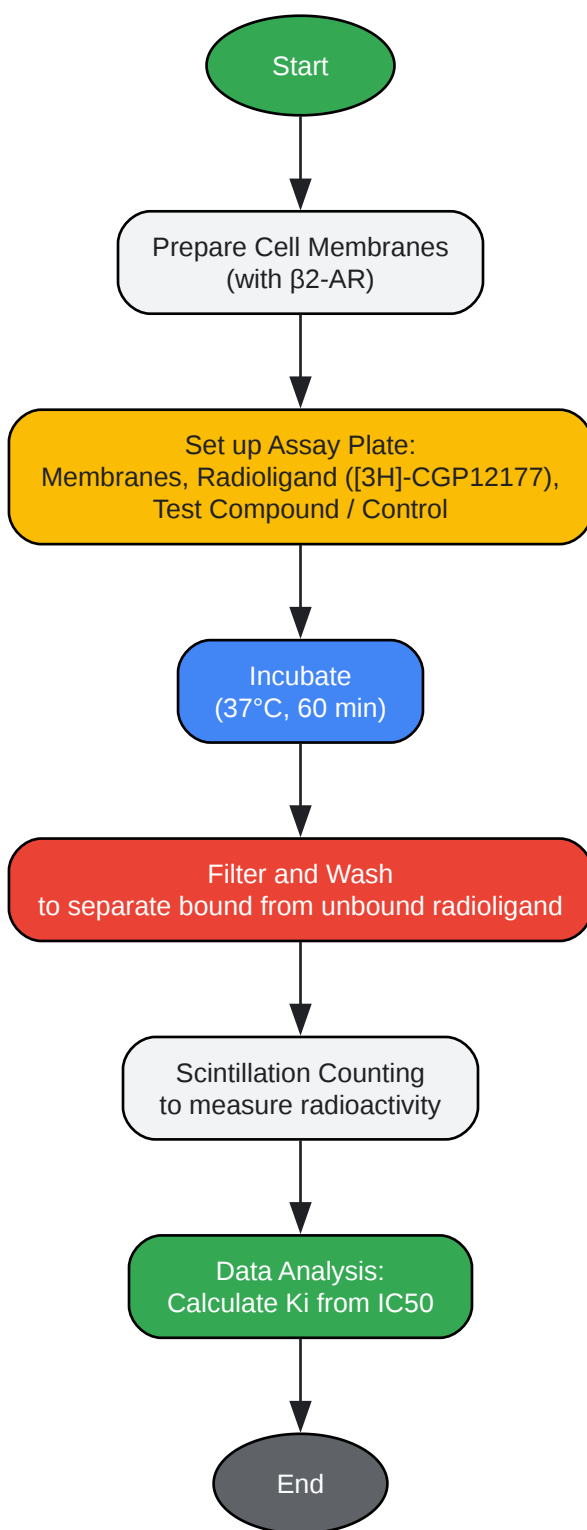 Start
Prepare Cell Membranes
(with β2-AR)
Set up Assay Plate:
Membranes, Radioligand ([3H]-CGP12177),
Test Compound / Control
Incubate
(37°C, 60 min)
Filter and Wash
to separate bound from unbound radioligand
Scintillation Counting
to measure radioactivity
Data Analysis:
Calculate Ki from IC50
End